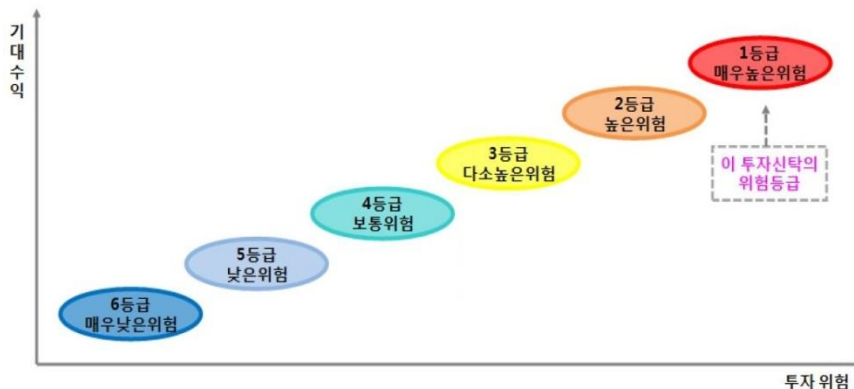 기대수익
1등급
매우높은위험
2등급
높은위험
이 투자신탁의
위험등급
3등급
다소높은위험
4등급
보통위험
5등급
낮은위험
6등급
매우낮은위험
투자 위험